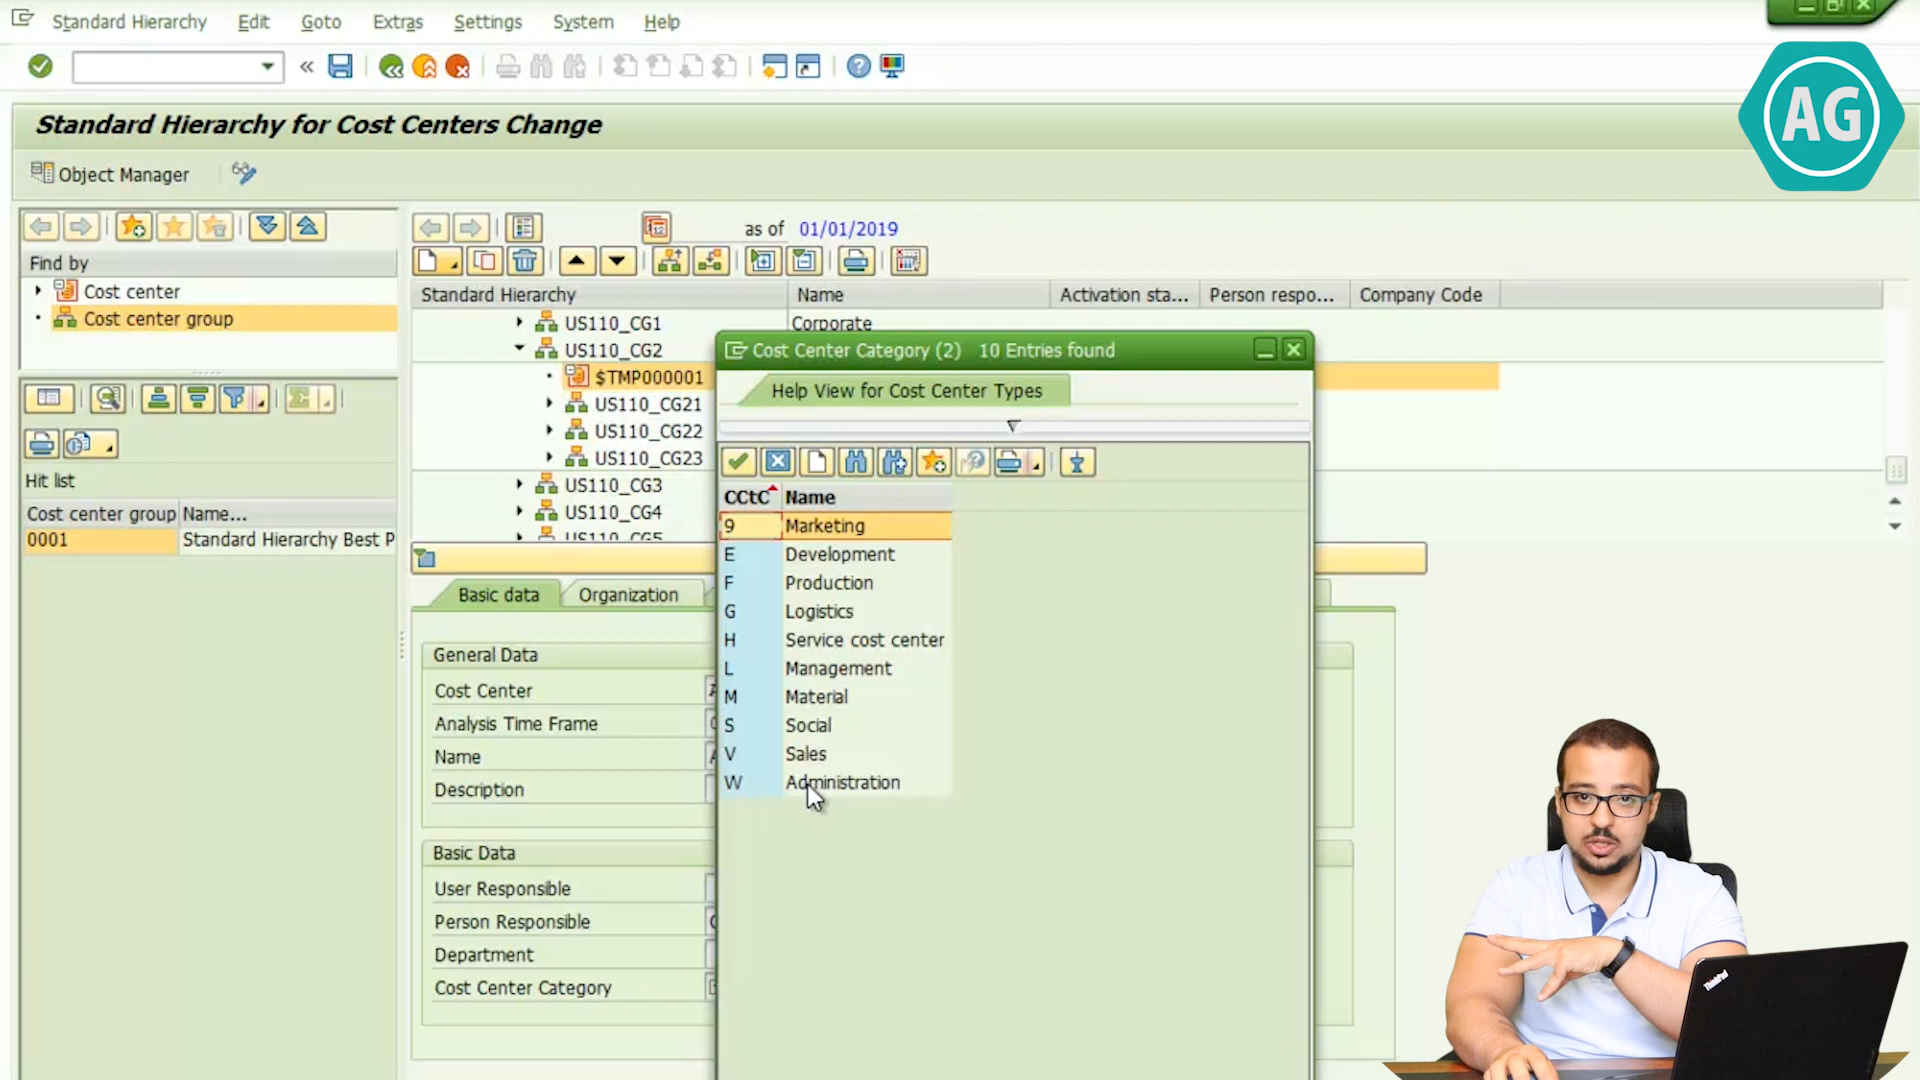 Standard Hierarchy Edit Goto Extras Settings System Help
Standard Hierarchy for Cost Centers Change
Object Manager
AG
as of 01/01/2019
Find by
Cost center
Cost center group
Standard Hierarchy Name Activation sta... Person respo... Company Code
US110_CG1 Corporate
US110_CG2
$TMP000001
US110_CG21
US110_CG22
US110_CG23
US110_CG3
US110_CG4
US110_CG5
Hit list
Cost center group Name...
0001 Standard Hierarchy Best P
Cost Center Category (2) 10 Entries found
Help View for Cost Center Types
CCtC Name
9 Marketing
E Development
F Production
G Logistics
H Service cost center
L Management
M Material
S Social
V Sales
W Administration
Basic data Organization
General Data
Cost Center
Analysis Time Frame
Name
Description
Basic Data
User Responsible
Person Responsible
Department
Cost Center Category
ThinkPad